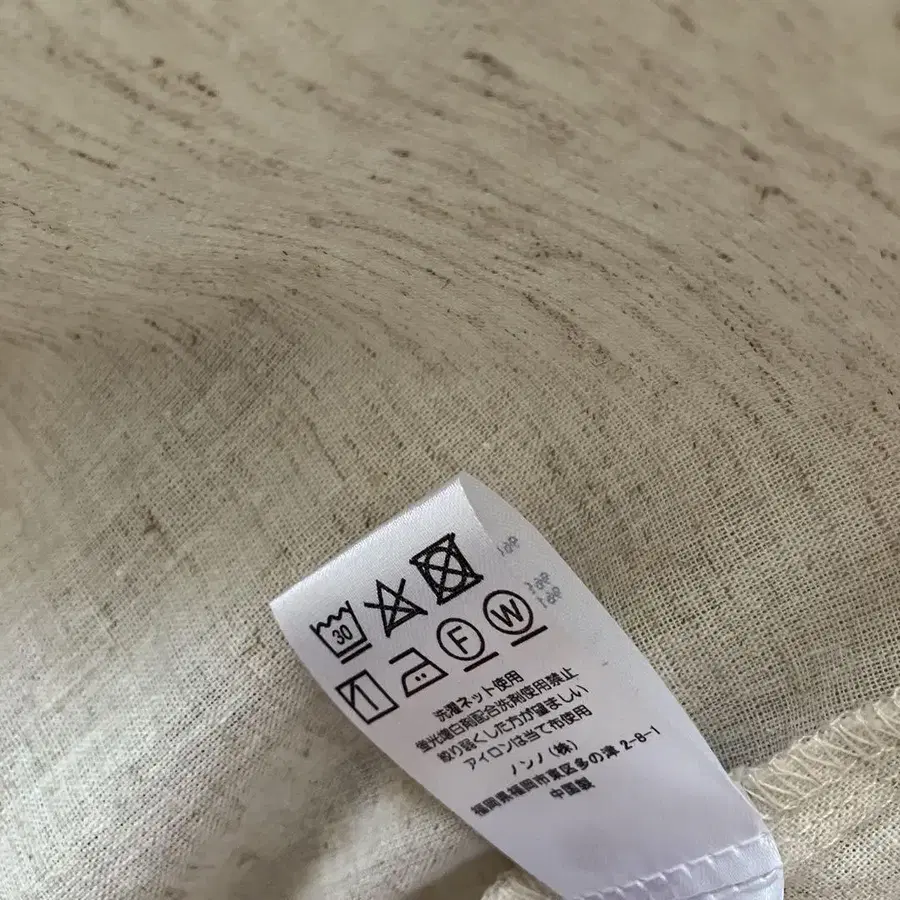 30
F W
洗濯ネット使用
蛍光増白剤配合洗剤使用禁止
絞り弱くした方が望ましい
アイロンは当て布使用
ノンノ（株）
福岡県福岡市東区多の津 2-8-1
中国製